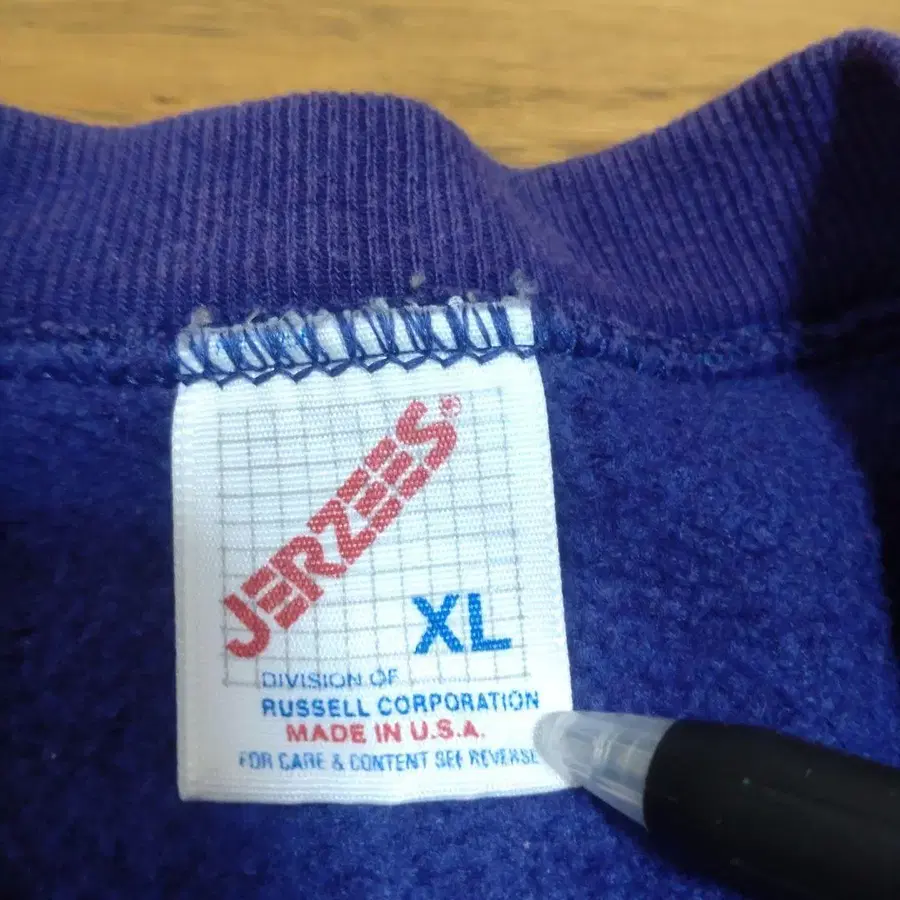 JERZEES®
XL
DIVISION OF
RUSSELL CORPORATION
MADE IN U.S.A.
FOR CARE & CONTENT SEE REVERSE